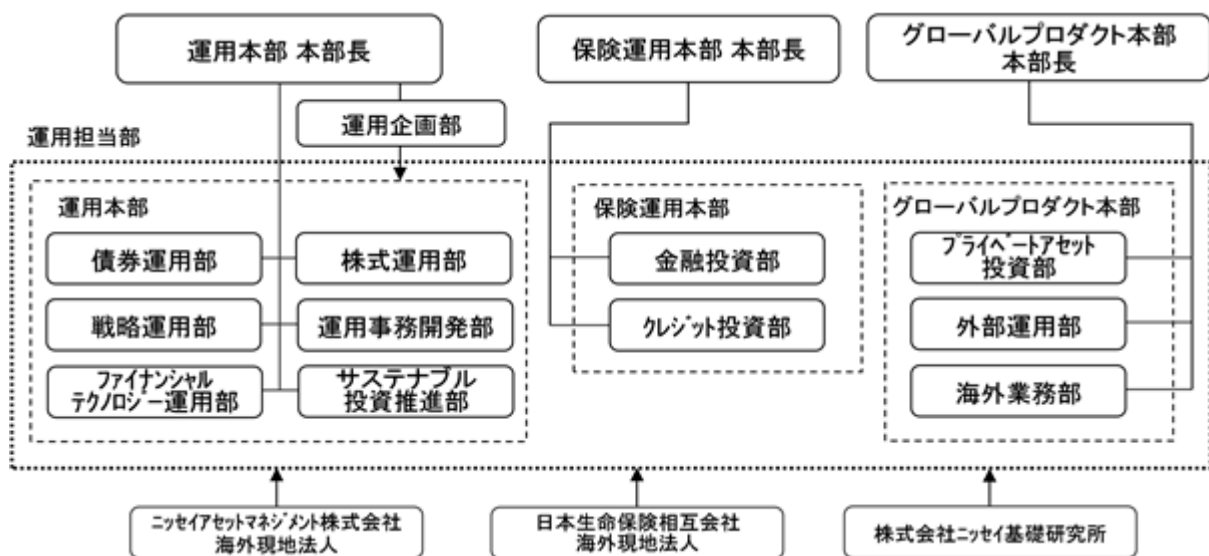 運用本部 本部長
保険運用本部 本部長
グローバルプロダクト本部
本部長
運用企画部
運用担当部
運用本部
債券運用部
株式運用部
戦略運用部
運用事務開発部
ファイナンシャル
テクノロジー運用部
サステナブル
投資推進部
保険運用本部
金融投資部
クレジット投資部
グローバルプロダクト本部
プライベートアセット
投資部
外部運用部
海外業務部
ニッセイアセットマネジメント株式会社
海外現地法人
日本生命保険相互会社
海外現地法人
株式会社ニッセイ基礎研究所